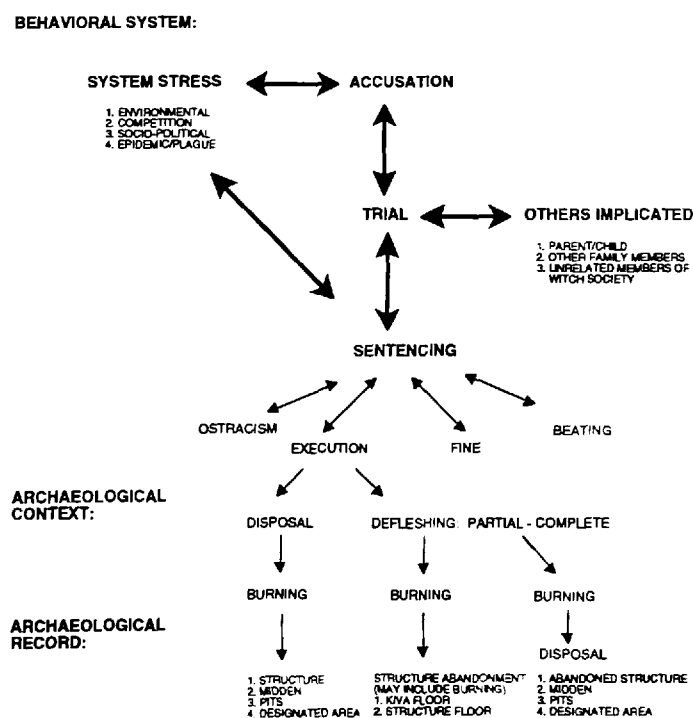 BEHAVIORAL SYSTEM:
SYSTEM STRESS
ACCUSATION
1. ENVIRONMENTAL
2. COMPETITION
3. SOCIO-POLITICAL
4. EPIDEMIC/PLAGUE
TRIAL
OTHERS IMPLICATED
1. PARENT/CHILD
2. OTHER FAMILY MEMBERS
3. UNRELATED MEMBERS OF
WITCH SOCIETY
SENTENCING
OSTRACISM
EXECUTION
FINE
BEATING
ARCHAEOLOGICAL
CONTEXT:
DISPOSAL
DEFLESHING: PARTIAL - COMPLETE
BURNING
BURNING
BURNING
ARCHAEOLOGICAL
RECORD:
DISPOSAL
1. STRUCTURE
2. MIDDEN
3. PITS
4. DESIGNATED AREA
STRUCTURE ABANDONMENT
(MAY INCLUDE BURNING)
1. KIVA FLOOR
2. STRUCTURE FLOOR
1. ABANDONED STRUCTURE
2. MIDDEN
3. PITS
4. DESIGNATED AREA